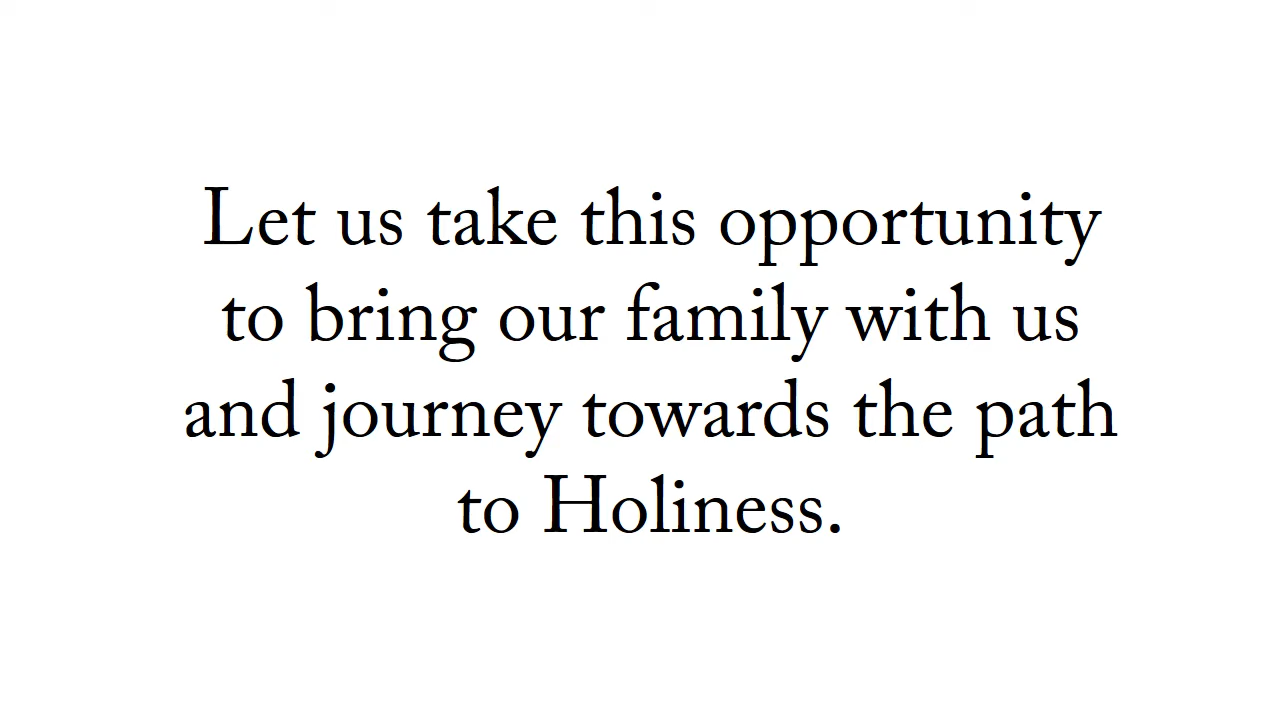 Let us take this opportunity
to bring our family with us
and journey towards the path
to Holiness.